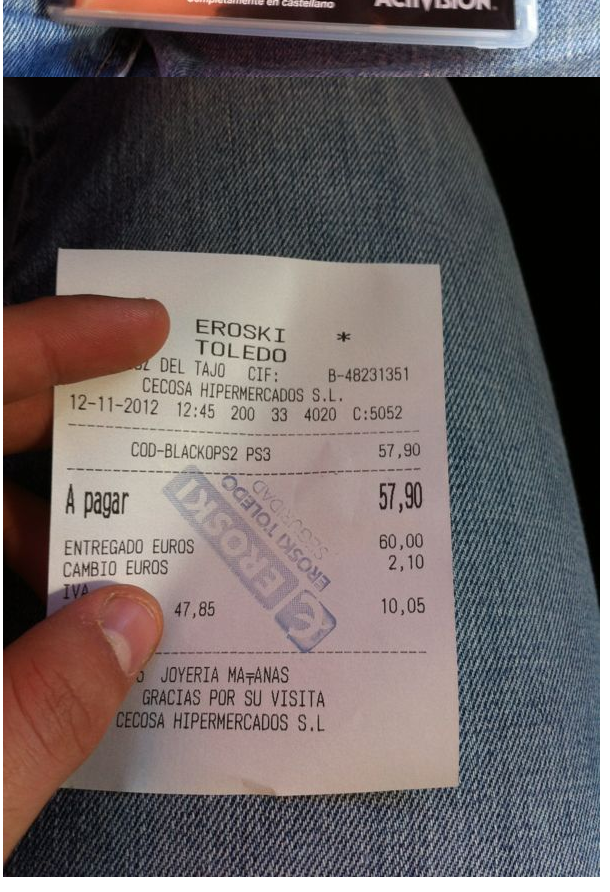 Completamente en castellano
ACTIVISION
EROSKI *
TOLEDO
DEL TAJO CIF: B-48231351
CECOSA HIPERMERCADOS S.L.
12-11-2012 12:45 200 33 4020 C:5052
COD-BLACKOPS2 PS3 57,90
A pagar 57,90
ENTREGADO EUROS 60,00
CAMBIO EUROS 2,10
IVA
47,85 10,05
JOYERIA MA╤ANAS
GRACIAS POR SU VISITA
CECOSA HIPERMERCADOS S.L
EROSKI
EROSKI TOLEDO
SEGURIDAD